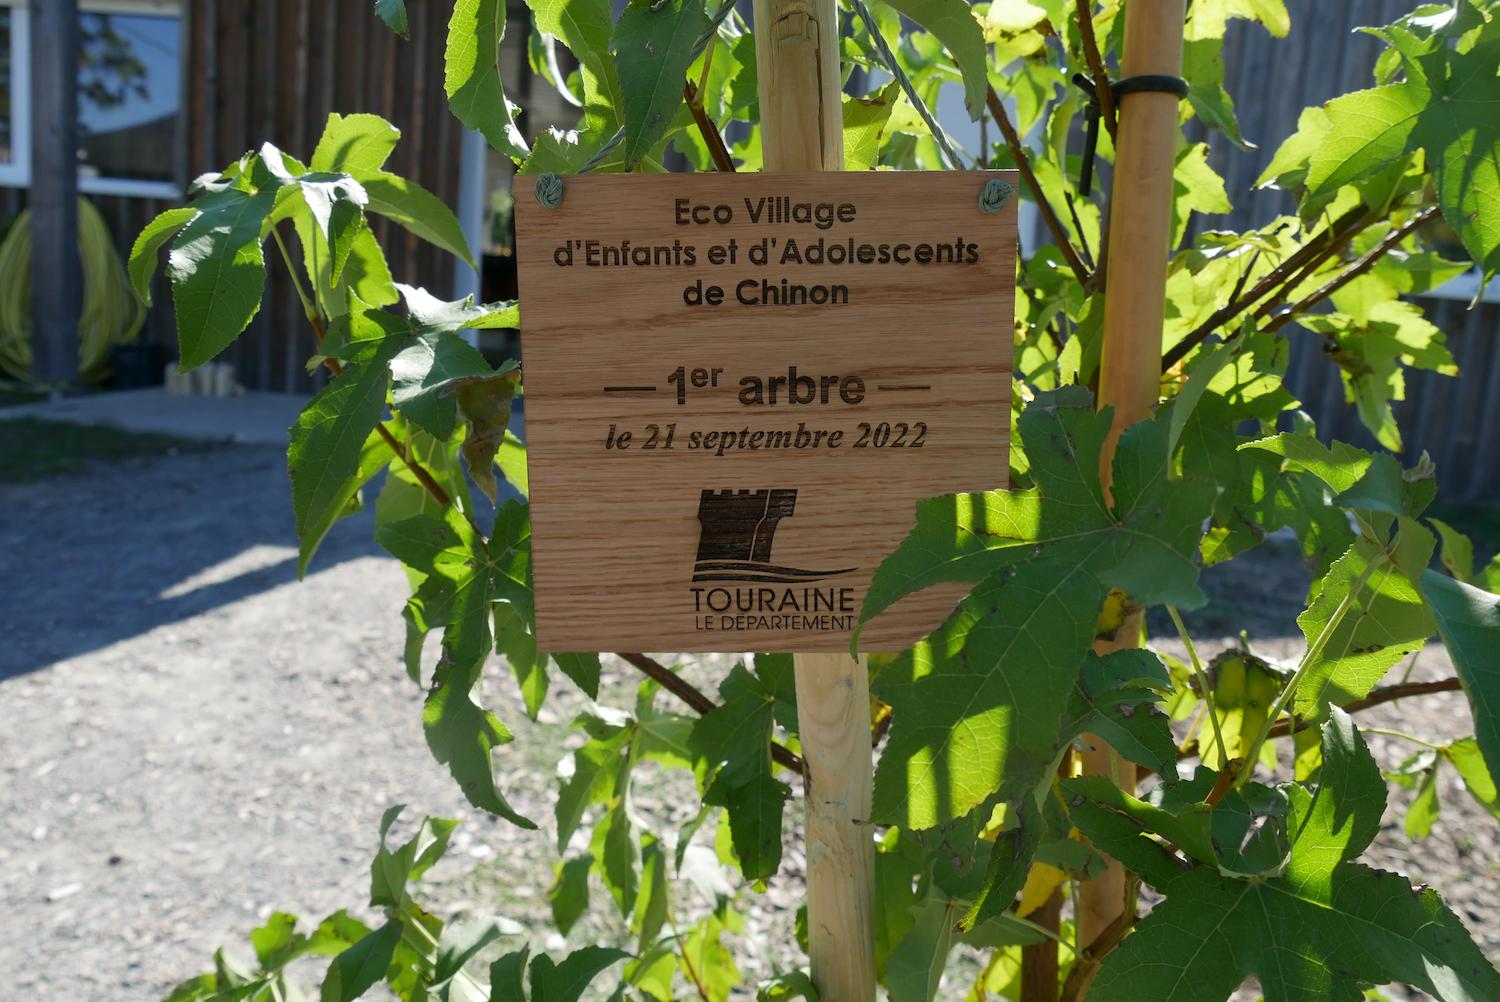 Eco Village
d'Enfants et d'Adolescents
de Chinon
— 1er arbre —
le 21 septembre 2022
TOURAINE
LE DÉPARTEMENT